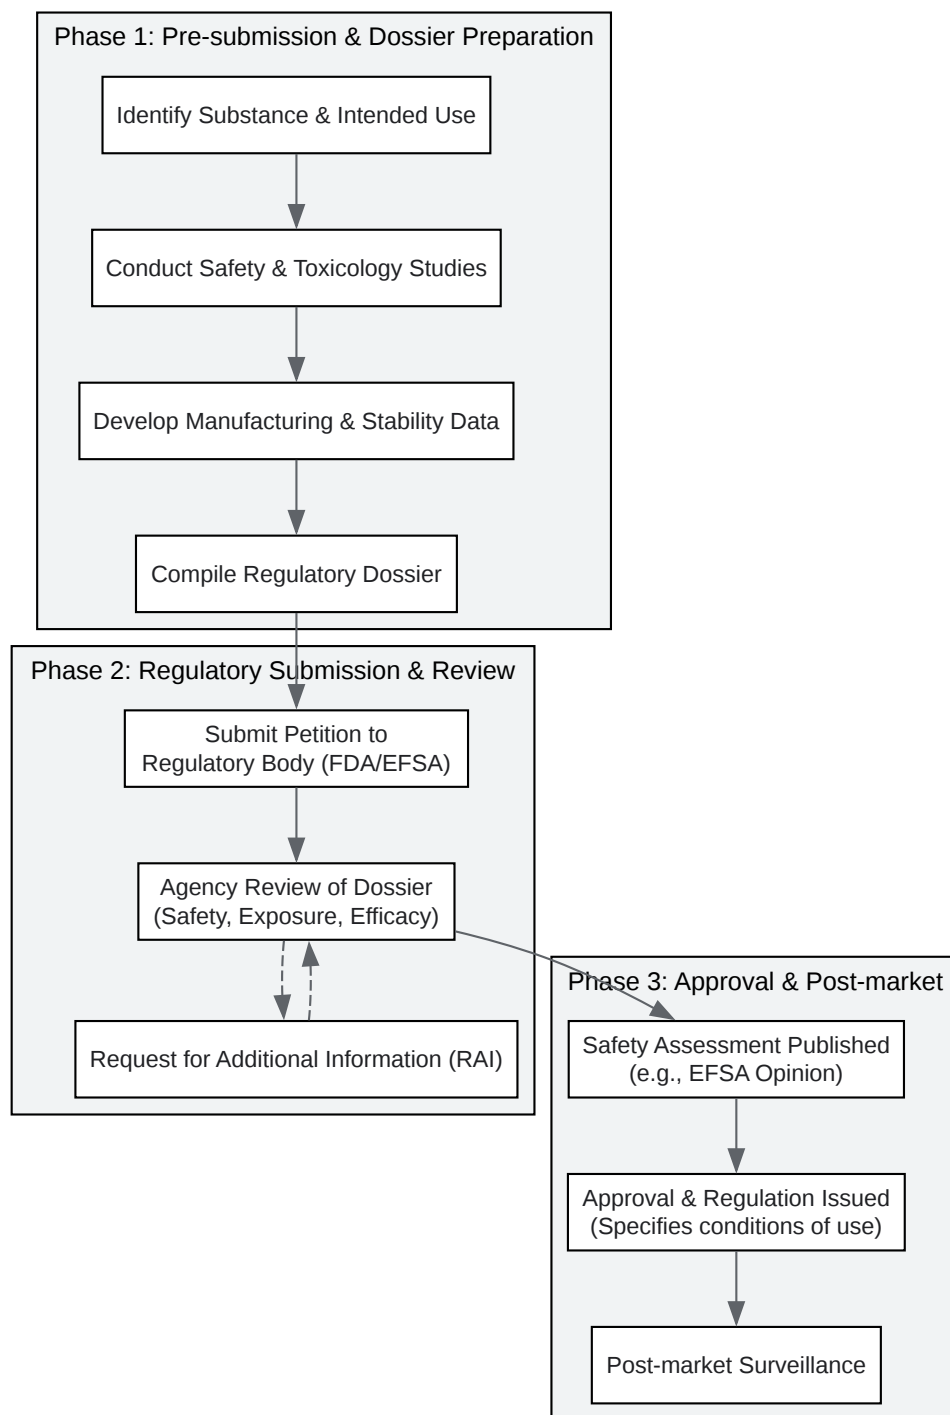 Phase 1: Pre-submission & Dossier Preparation
Identify Substance & Intended Use
Conduct Safety & Toxicology Studies
Develop Manufacturing & Stability Data
Compile Regulatory Dossier
Phase 2: Regulatory Submission & Review
Submit Petition to
Regulatory Body (FDA/EFSA)
Agency Review of Dossier
(Safety, Exposure, Efficacy)
Request for Additional Information (RAI)
Phase 3: Approval & Post-market
Safety Assessment Published
(e.g., EFSA Opinion)
Approval & Regulation Issued
(Specifies conditions of use)
Post-market Surveillance